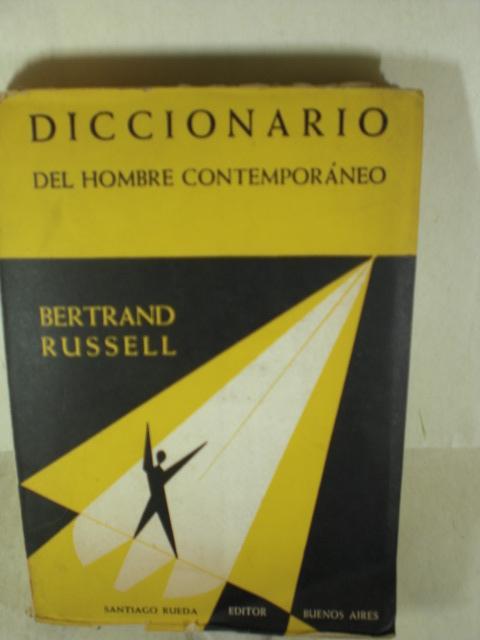 DICCIONARIO
DEL HOMBRE CONTEMPORÁNEO
BERTRAND
RUSSELL
SANTIAGO RUEDA EDITOR BUENOS AIRES